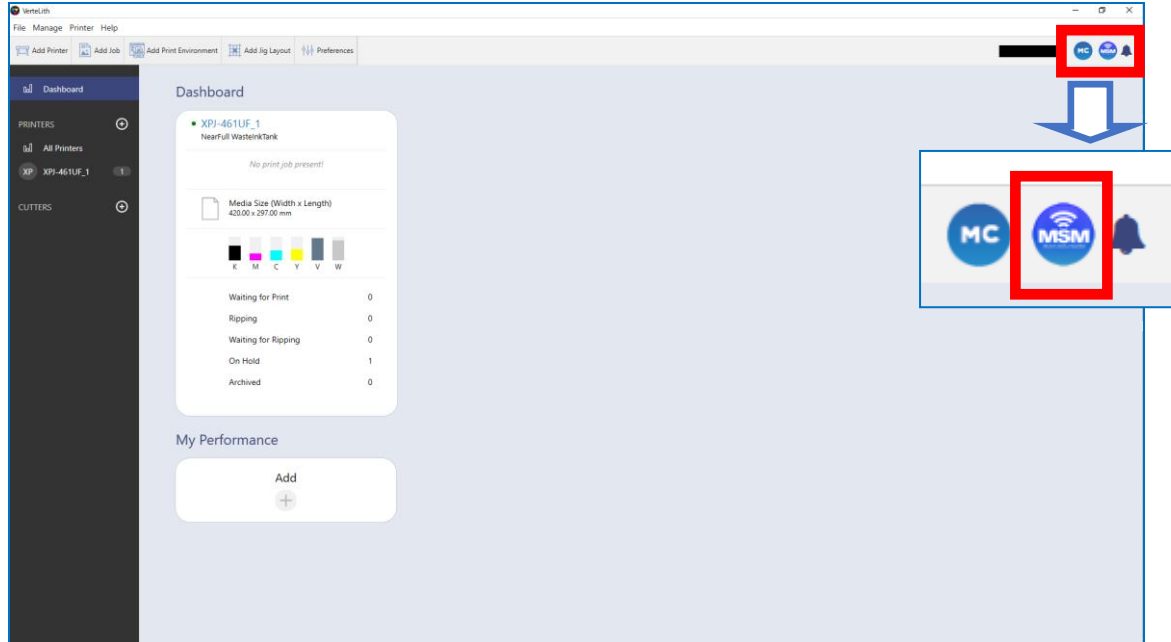 VerteLith
File Manage Printer Help
Add Printer Add Job Add Print Environment Add Jig Layout Preferences
MC MSM
Dashboard
PRINTERS
All Printers
XP XPJ-461UF_1 1
CUTTERS
Dashboard
XPJ-461UF_1
NearFull WasteInkTank
No print job present!
Media Size (Width x Length)
420.00 x 297.00 mm
K M C Y V W
Waiting for Print 0
Ripping 0
Waiting for Ripping 0
On Hold 1
Archived 0
My Performance
Add
MC MSM